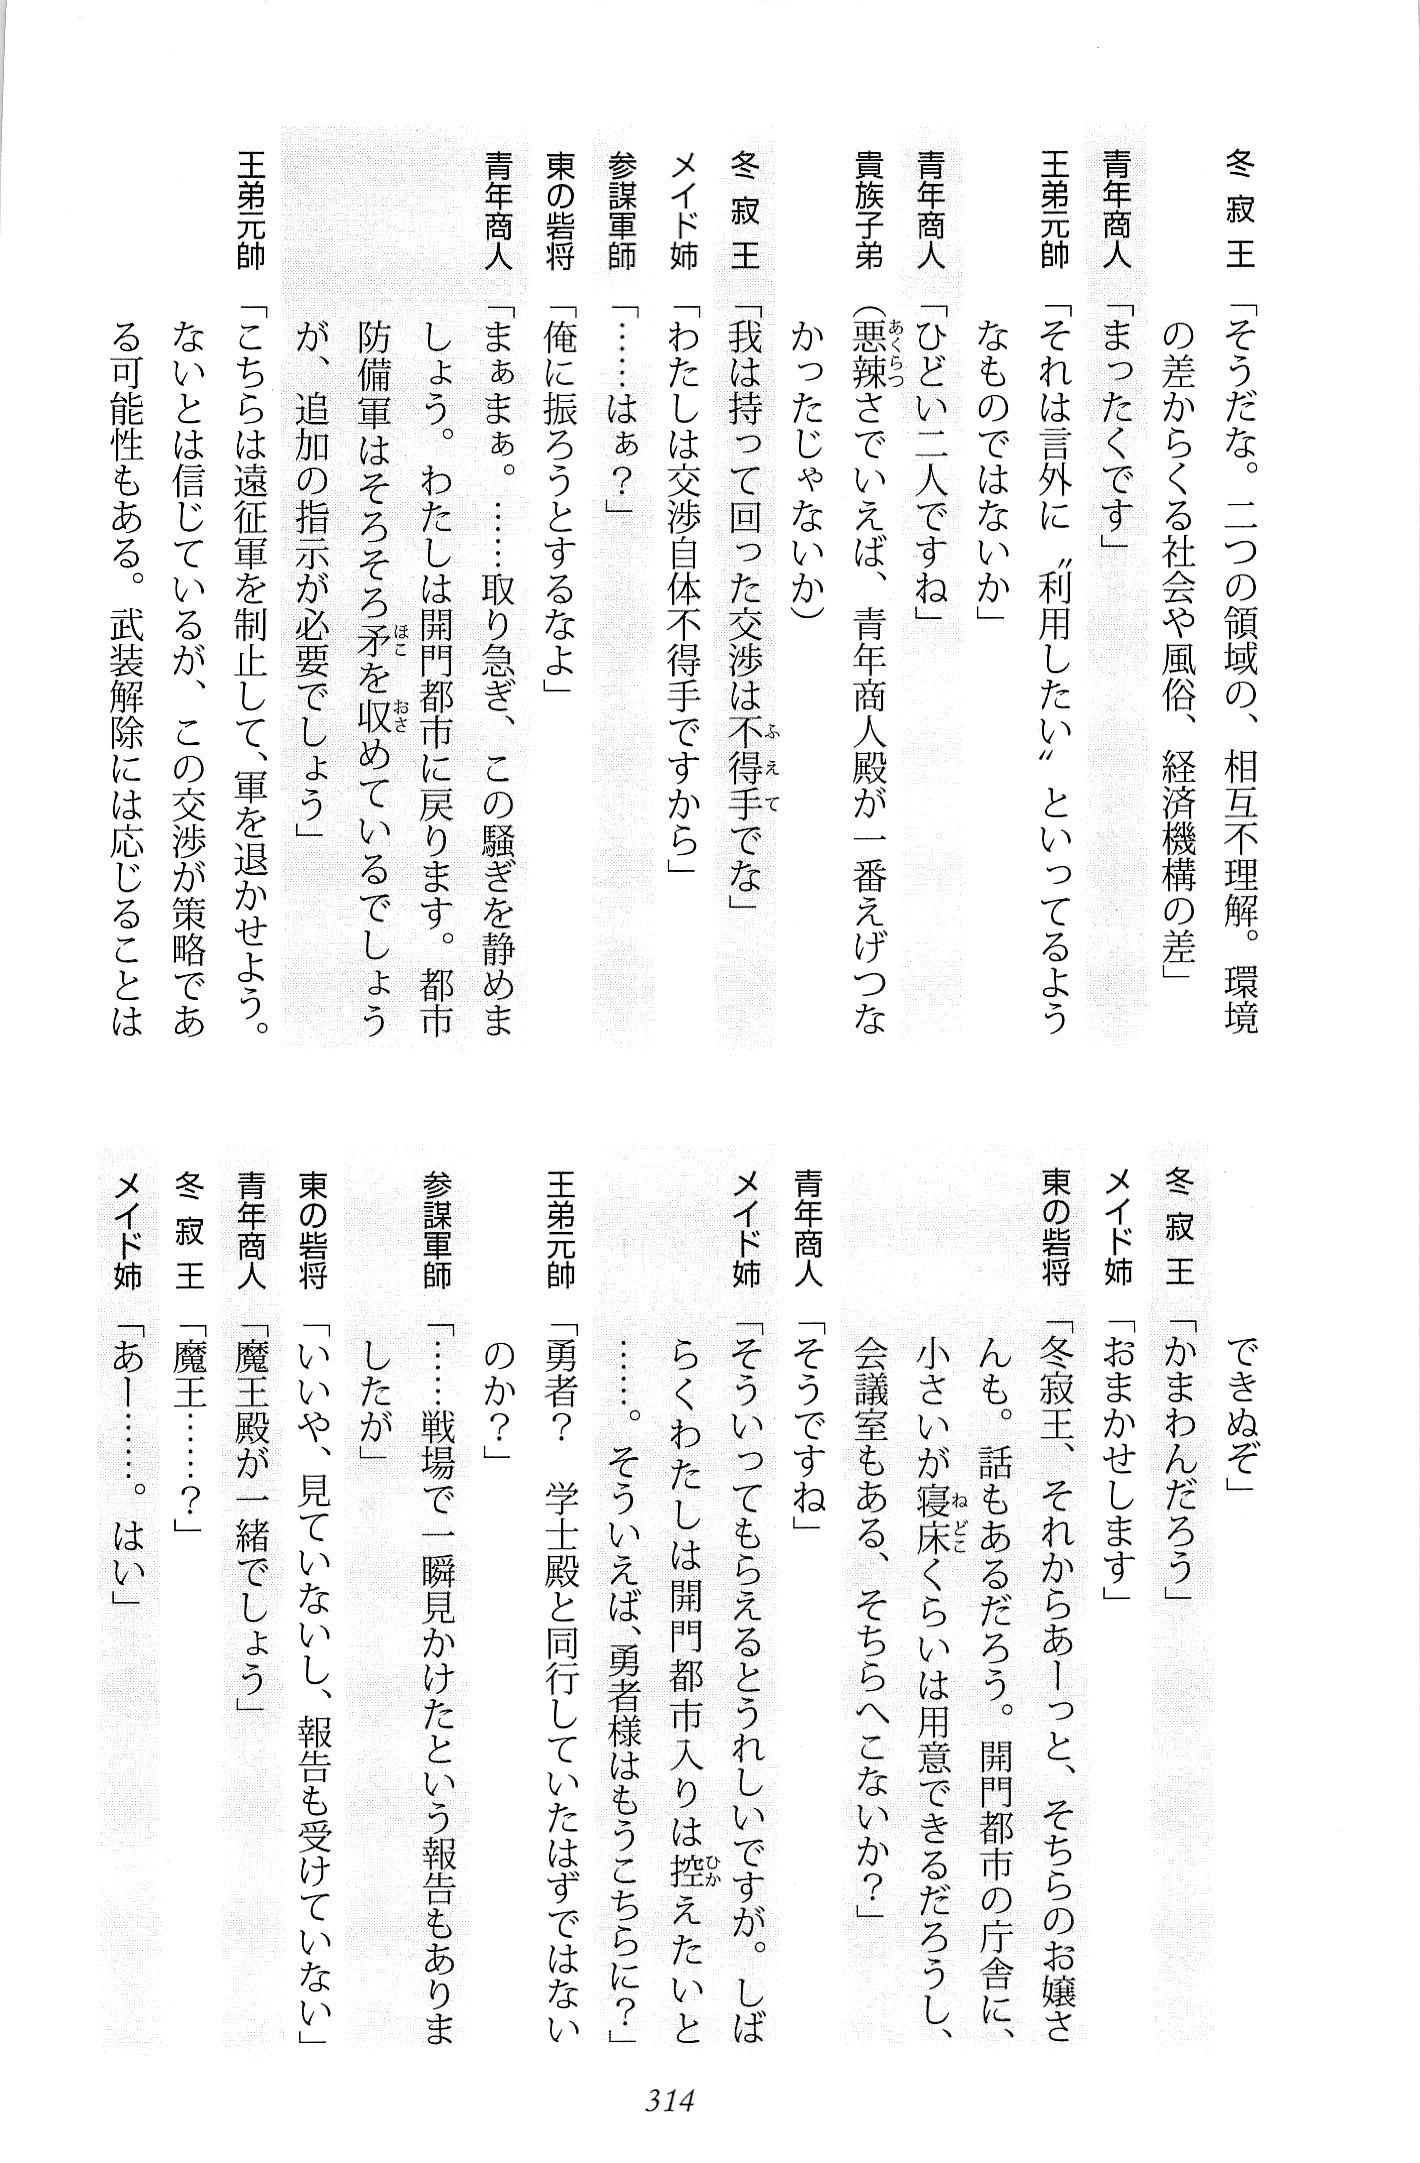 冬寂王「そうだな。二つの領域の、相互不理解。環境
の差からくる社会や風俗、経済機構の差」
青年商人「まったくです」
王弟元帥「それは言外に〝利用したい〟といってるよう
なものではないか」
青年商人「ひどい二人ですね」
貴族子弟(悪辣さでいえば、青年商人殿が一番えげつな
かったじゃないか)
冬寂王「我は持って回った交渉は不得手でな」
メイド姉「わたしは交渉自体不得手ですから」
参謀軍師「……はぁ?」
東の砦将「俺に振ろうとするなよ」
青年商人「まぁまぁ。……取り急ぎ、この騒ぎを静めま
しょう。わたしは開門都市に戻ります。都市
防備軍はそろそろ矛を収めているでしょう
が、追加の指示が必要でしょう」
王弟元帥「こちらは遠征軍を制止して、軍を退かせよう。
ないとは信じているが、この交渉が策略であ
る可能性もある。武装解除には応じることは
できぬぞ」
冬寂王「かまわんだろう」
メイド姉「おまかせします」
東の砦将「冬寂王、それからあーっと、そちらのお嬢さ
んも。話もあるだろう。開門都市の庁舎に、
小さいが寝床くらいは用意できるだろうし、
会議室もある、そちらへこないか?」
青年商人「そうですね」
メイド姉「そういってもらえるとうれしいですが。しば
らくわたしは開門都市入りは控えたいと
……。そういえば、勇者様はもうこちらに?」
王弟元帥「勇者? 学士殿と同行していたはずではない
のか?」
参謀軍師「……戦場で一瞬見かけたという報告もありま
したが」
東の砦将「いいや、見ていないし、報告も受けていない」
青年商人「魔王殿が一緒でしょう」
冬寂王「魔王……?」
メイド姉「あー……。はい」
314